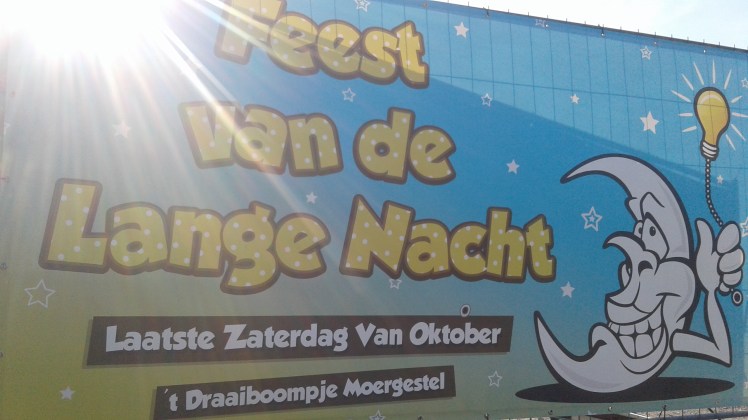 Feest
van de
Lange Nacht
Laatste Zaterdag Van Oktober
't Draaiboompje Moergestel